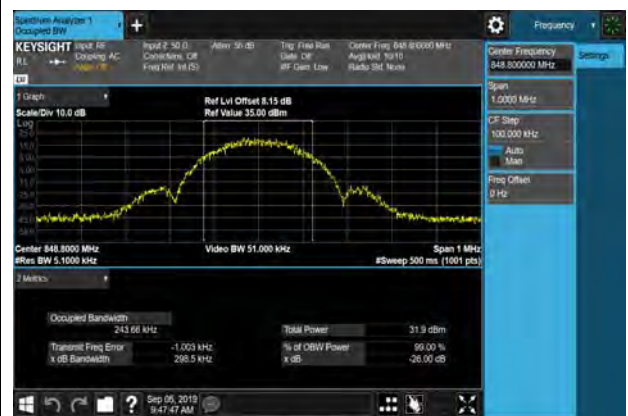 Spectrum Analyzer 1
Occupied BW
+
Frequency
KEYSIGHT
Input: RF
Coupling: AC
Align: Off
Input Z: 50 Ω
Corrections: Off
Freq Ref: Int (S)
Atten: 36 dB
Trig: Free Run
Gate: Off
#IF Gain: Low
Center Freq: 848.800000 MHz
Avg|Hold: 10/10
Radio Std: None
RL
1 Graph
Scale/Div 10.0 dB
Ref Lvl Offset 8.15 dB
Ref Value 35.00 dBm
Log
Center 848.8000 MHz
#Res BW 5.1000 kHz
Video BW 51.000 kHz
Span 1 MHz
#Sweep 500 ms (1001 pts)
2 Metrics
Occupied Bandwidth
243.66 kHz
Total Power
31.9 dBm
Transmit Freq Error
-1.003 kHz
% of OBW Power
99.00 %
x dB Bandwidth
298.5 kHz
x dB
-26.00 dB
Center Frequency
848.800000 MHz
Settings
Span
1.0000 MHz
CF Step
100.000 kHz
Auto
Man
Freq Offset
0 Hz
?
Sep 05, 2019
9:47:47 AM